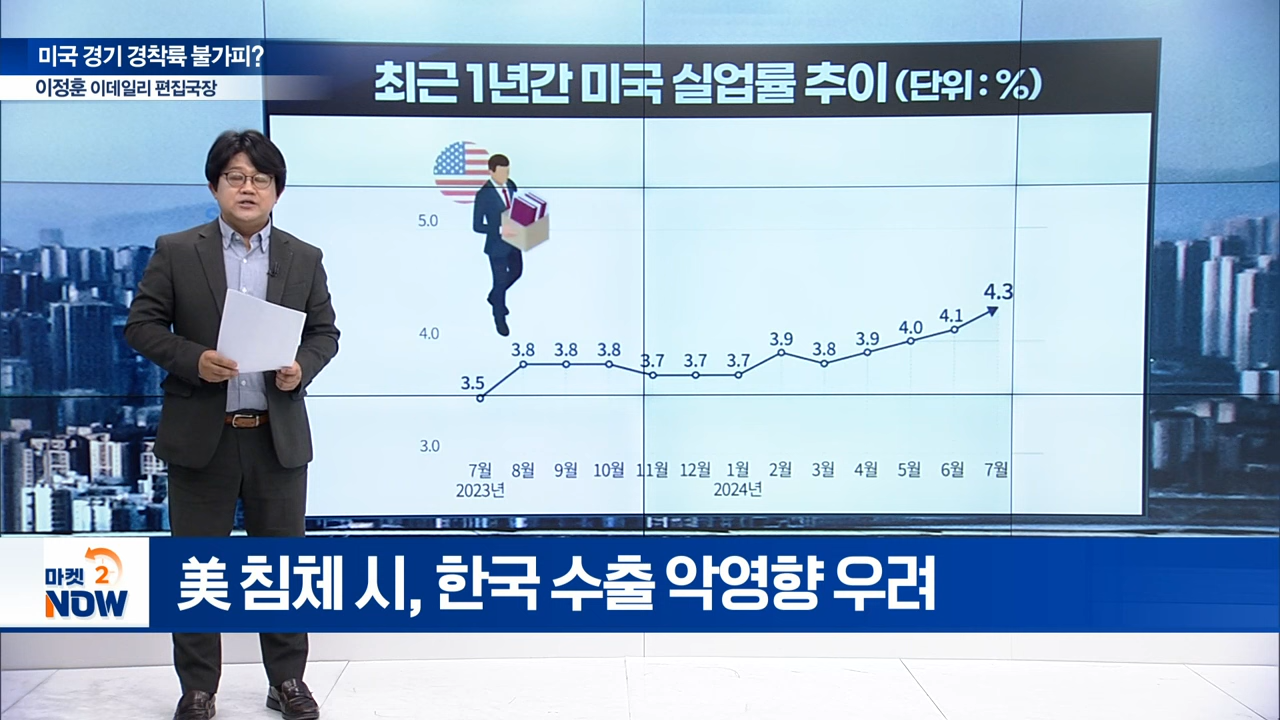 미국 경기 경착륙 불가피?
이정훈 이데일리 편집국장
최근 1년간 미국 실업률 추이 (단위 : %)
5.0
4.0
3.0
3.5
3.8
3.8
3.8
3.7
3.7
3.7
3.9
3.8
3.9
4.0
4.1
4.3
7월 8월 9월 10월 11월 12월 1월 2월 3월 4월 5월 6월 7월
2023년 2024년
마켓 2
NOW
美 침체 시, 한국 수출 악영향 우려